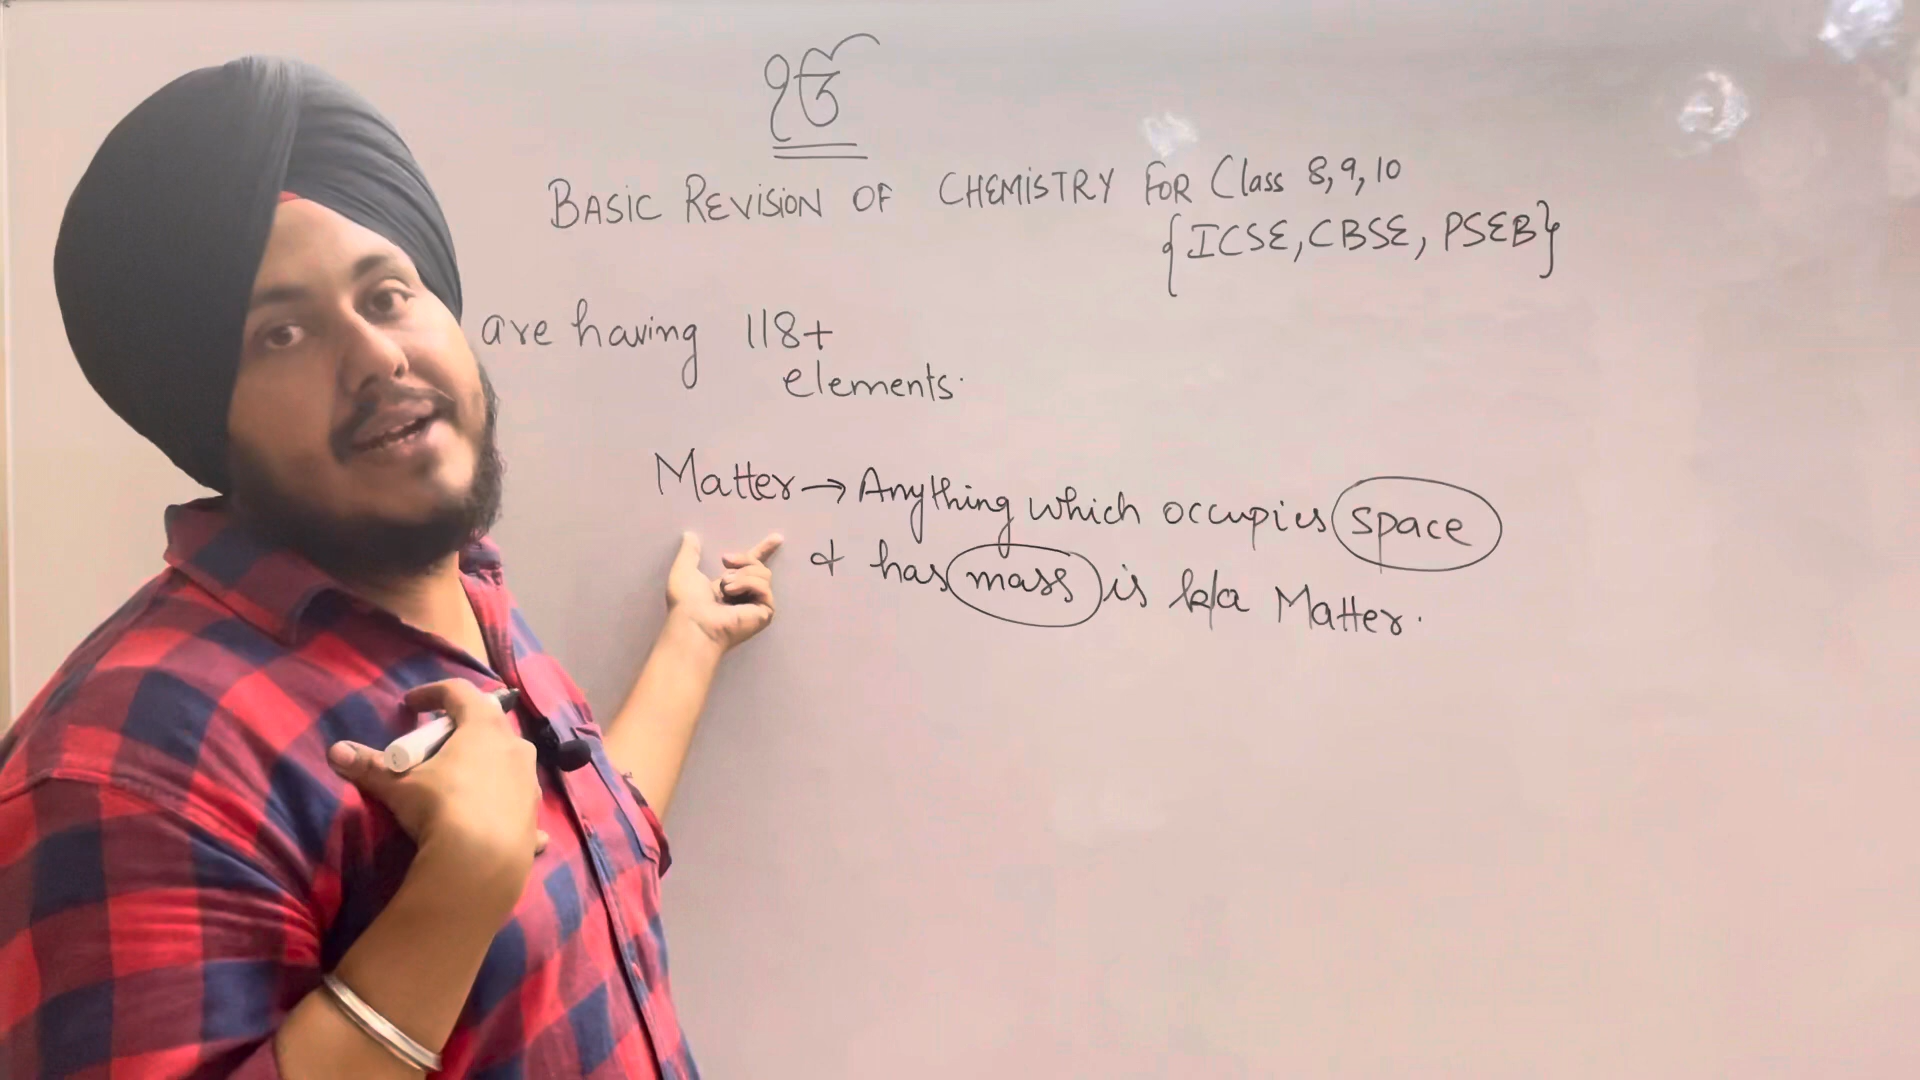 ੴ
BASIC REVISION OF CHEMISTRY FOR Class 8, 9, 10
{ICSE, CBSE, PSEB}
are having 118+
elements.
Matter → Anything which occupies space
& has mass is k/a Matter.